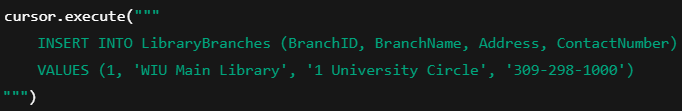 cursor.execute("""
    INSERT INTO LibraryBranches (BranchID, BranchName, Address, ContactNumber)
    VALUES (1, 'WIU Main Library', '1 University Circle', '309-298-1000')
""")